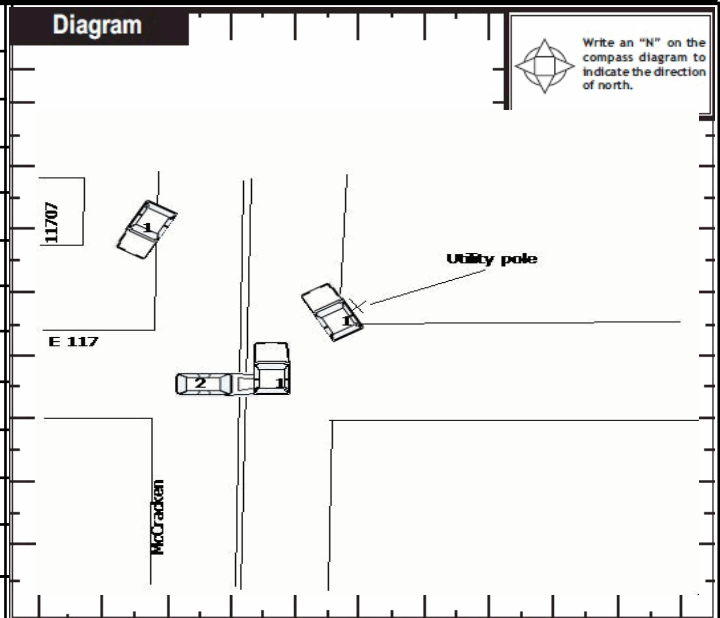 Diagram
Write an “N” on the
compass diagram to
indicate the direction
of north.
11707
1
Utility pole
1
E 117
2
1
McCracken